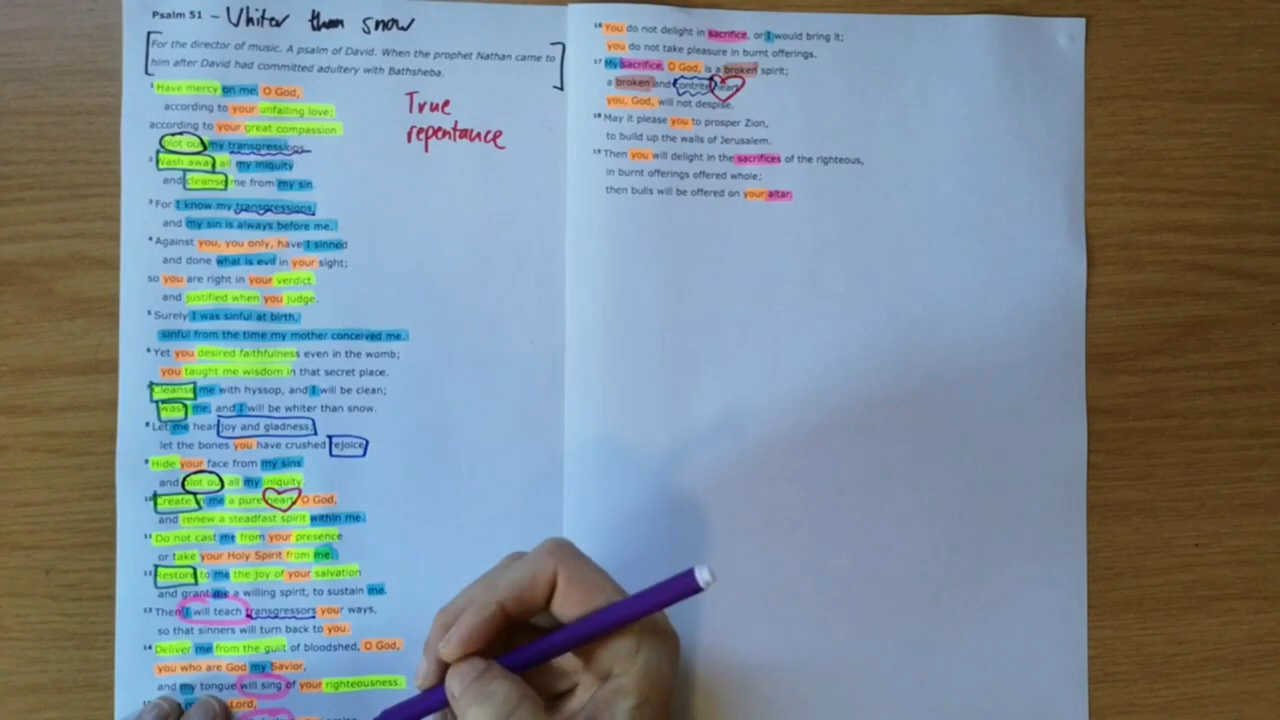 Psalm 51 – Whiter than snow
For the director of music. A psalm of David. When the prophet Nathan came to
him after David had committed adultery with Bathsheba.
True
repentance
1 Have mercy on me, O God,
according to your unfailing love;
according to your great compassion
blot out my transgressions.
2 Wash away all my iniquity
and cleanse me from my sin.
3 For I know my transgressions,
and my sin is always before me.
4 Against you, you only, have I sinned
and done what is evil in your sight;
so you are right in your verdict
and justified when you judge.
5 Surely I was sinful at birth,
sinful from the time my mother conceived me.
6 Yet you desired faithfulness even in the womb;
you taught me wisdom in that secret place.
7 Cleanse me with hyssop, and I will be clean;
wash me, and I will be whiter than snow.
8 Let me hear joy and gladness;
let the bones you have crushed rejoice.
9 Hide your face from my sins
and blot out all my iniquity.
10 Create in me a pure heart, O God,
and renew a steadfast spirit within me.
11 Do not cast me from your presence
or take your Holy Spirit from me.
12 Restore to me the joy of your salvation
and grant me a willing spirit, to sustain me.
13 Then I will teach transgressors your ways,
so that sinners will turn back to you.
14 Deliver me from the guilt of bloodshed, O God,
you who are God my Savior,
and my tongue will sing of your righteousness.
Lord,
16 You do not delight in sacrifice, or I would bring it;
you do not take pleasure in burnt offerings.
17 My sacrifice, O God, is a broken spirit;
a broken and contrite heart
you, God, will not despise.
18 May it please you to prosper Zion,
to build up the walls of Jerusalem.
19 Then you will delight in the sacrifices of the righteous,
in burnt offerings offered whole;
then bulls will be offered on your altar.